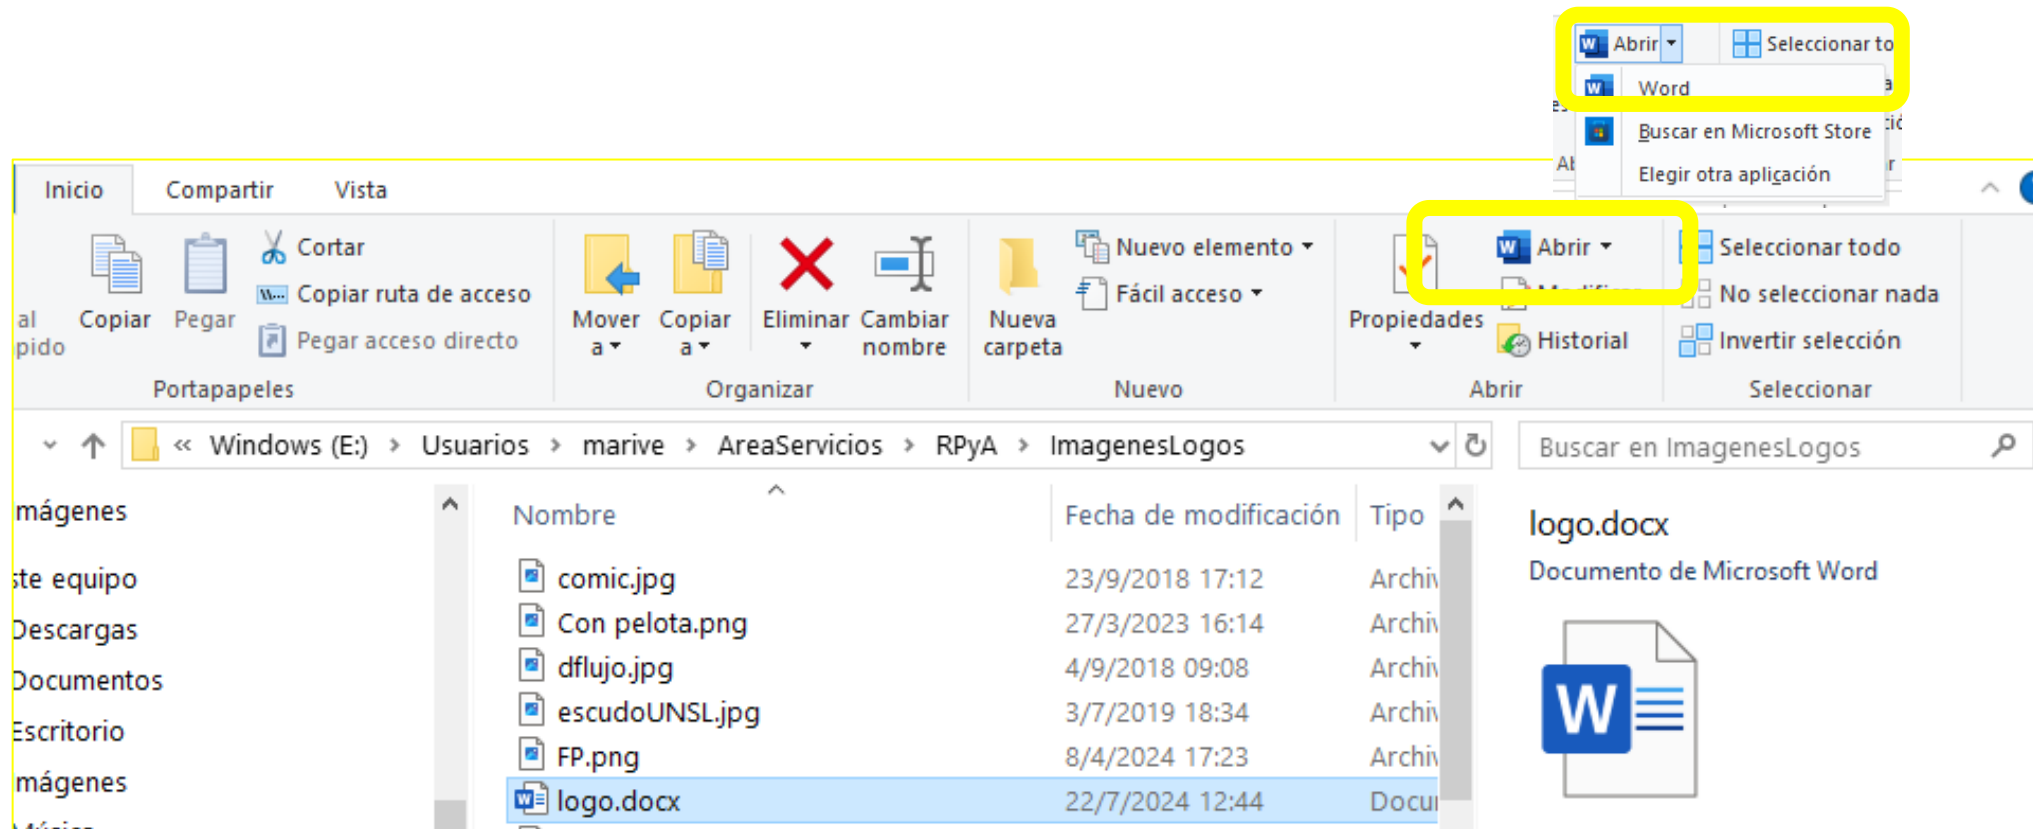 Abrir
Seleccionar to
Word
Buscar en Microsoft Store
Elegir otra aplicación
Inicio
Compartir
Vista
al
pido
Copiar
Pegar
Cortar
Copiar ruta de acceso
Pegar acceso directo
Portapapeles
Mover
a
Copiar
a
Eliminar
Cambiar
nombre
Organizar
Nueva
carpeta
Nuevo elemento
Fácil acceso
Nuevo
Propiedades
Abrir
Historial
Abrir
Seleccionar todo
No seleccionar nada
Invertir selección
Seleccionar
« Windows (E:) > Usuarios > marive > AreaServicios > RPyA > ImagenesLogos
Buscar en ImagenesLogos
mágenes
ste equipo
Descargas
Documentos
Escritorio
mágenes
Nombre Fecha de modificación Tipo
comic.jpg 23/9/2018 17:12 Archiv
Con pelota.png 27/3/2023 16:14 Archiv
dflujo.jpg 4/9/2018 09:08 Archiv
escudoUNSL.jpg 3/7/2019 18:34 Archiv
FP.png 8/4/2024 17:23 Archiv
logo.docx 22/7/2024 12:44 Docu
logo.docx
Documento de Microsoft Word